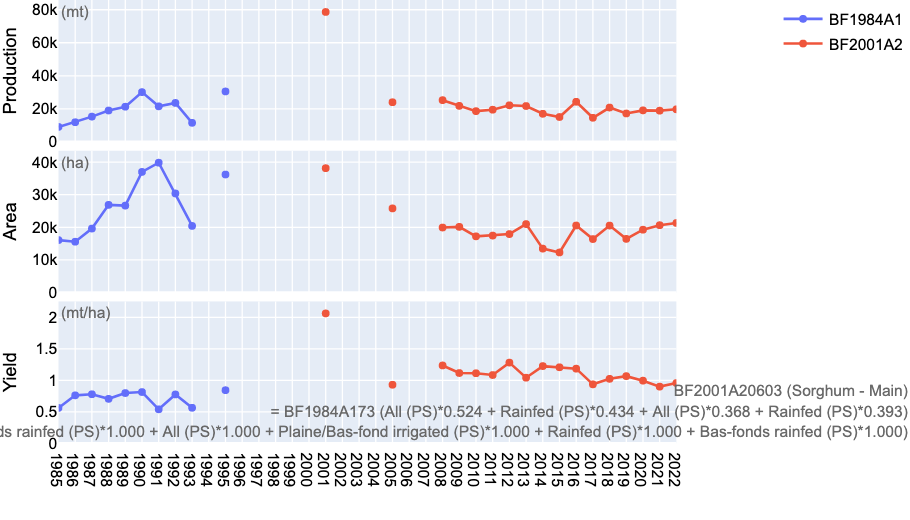 80k
(mt)
60k
40k
20k
0
Production
BF1984A1
BF2001A2
40k
(ha)
30k
20k
10k
0
Area
2
(mt/ha)
1.5
1
0.5
0
Yield
BF2001A20603 (Sorghum - Main)
= BF1984A173 (All (PS)*0.524 + Rainfed (PS)*0.434 + All (PS)*0.368 + Rainfed (PS)*0.393)
rainfed (PS)*1.000 + All (PS)*1.000 + Plaine/Bas-fond irrigated (PS)*1.000 + Rainfed (PS)*1.000 + Bas-fonds rainfed (PS)*1.000)
1985 1986 1987 1988 1989 1990 1991 1992 1993 1994 1995 1996 1997 1998 1999 2000 2001 2002 2003 2004 2005 2006 2007 2008 2009 2010 2011 2012 2013 2014 2015 2016 2017 2018 2019 2020 2021 2022